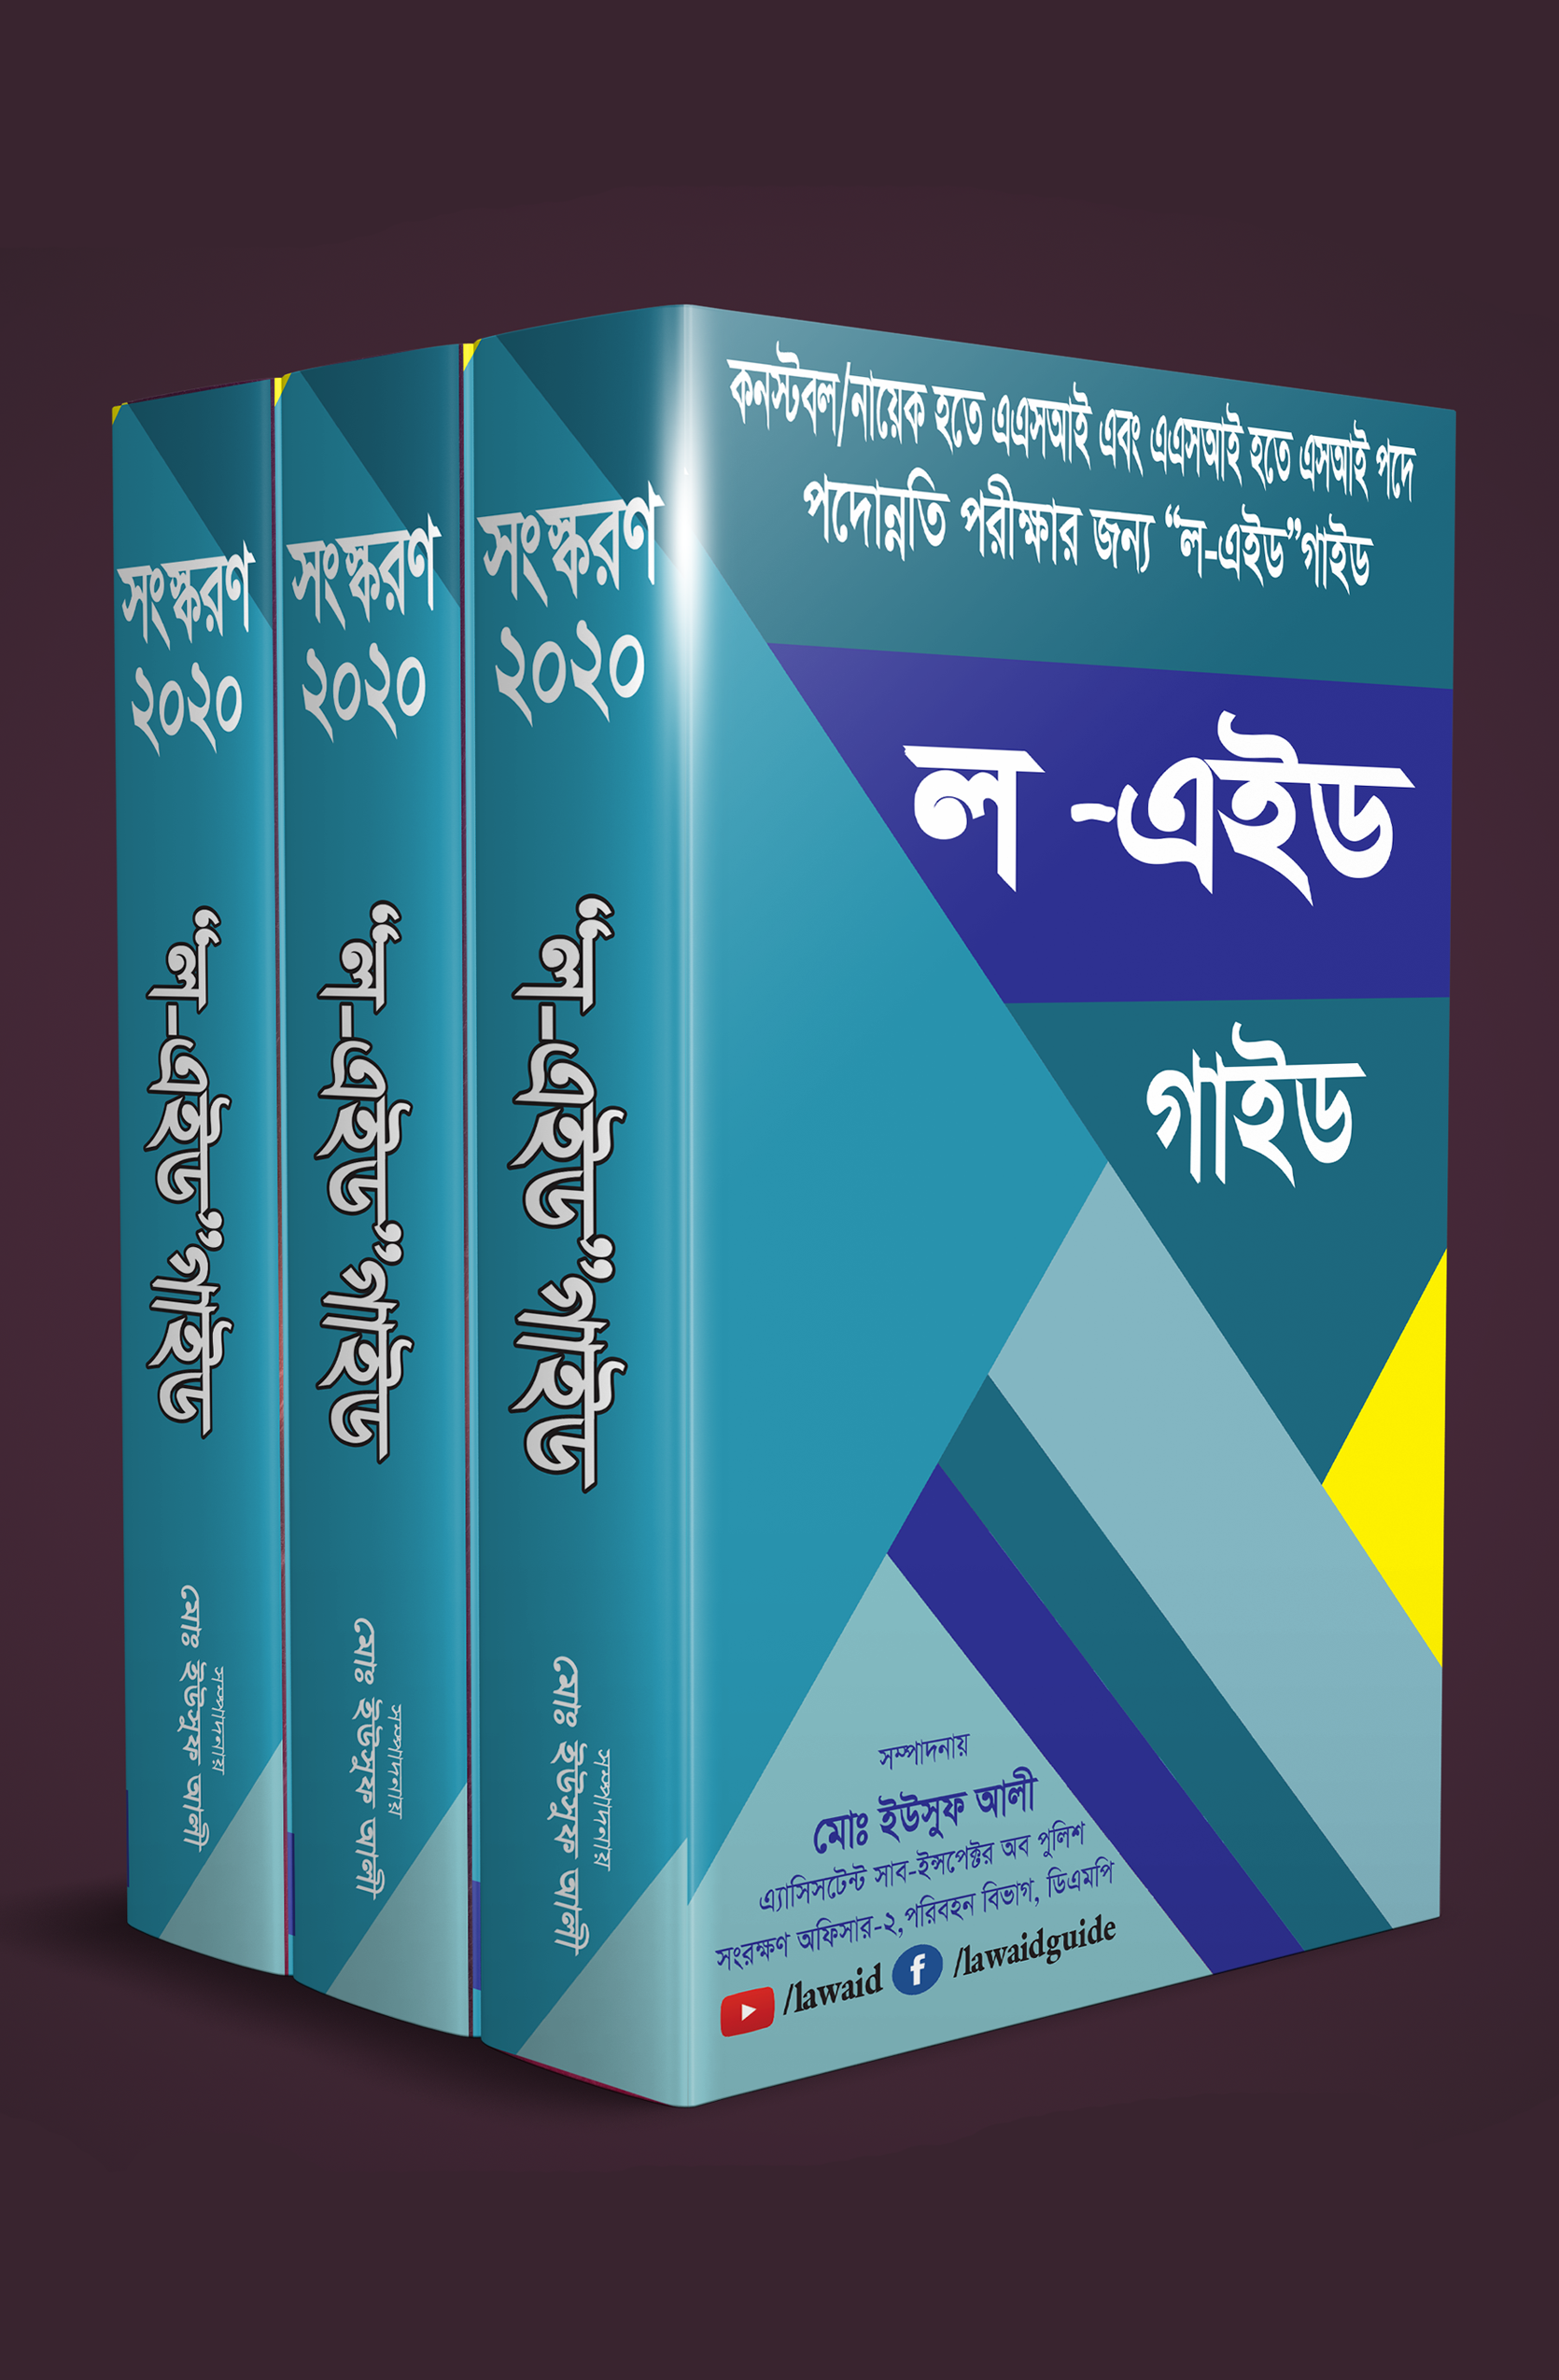 কনস্টবল/নায়েক হতে এএসআই এবং এএসআই হতে এসআই পদে
পদোন্নতি পরীক্ষার জন্য “ল-এইড”গাইড
ল -এইড
গাইড
সম্পাদনায়
মোঃ ইউসুফ আলী
এ্যাসিসটেন্ট সাব-ইন্সপেক্টর অব পুলিশ
সংরক্ষণ অফিসার-২,পরিবহন বিভাগ, ডিএমপি
/lawaid /lawaidguide
সংস্করণ
২০২০
“ল-এইড”গাইড
সম্পাদনায়
মোঃ ইউসুফ আলী
সংস্করণ
২০২০
“ল-এইড”গাইড
সম্পাদনায়
মোঃ ইউসুফ আলী
সংস্করণ
২০২০
“ল-এইড”গাইড
সম্পাদনায়
মোঃ ইউসুফ আলী